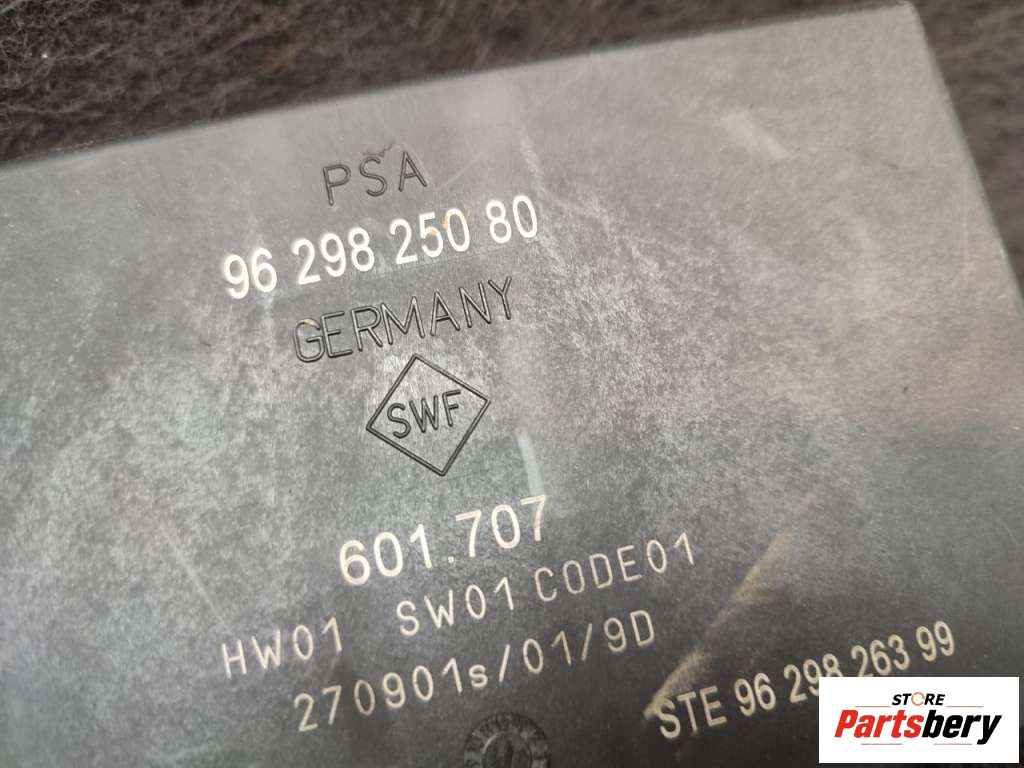 PSA
96 298 250 80
GERMANY
SWF
601.707
HW01 SW01 CODE01
270901s/01/9D
STE 96 298 263 99
STORE
Partsbery